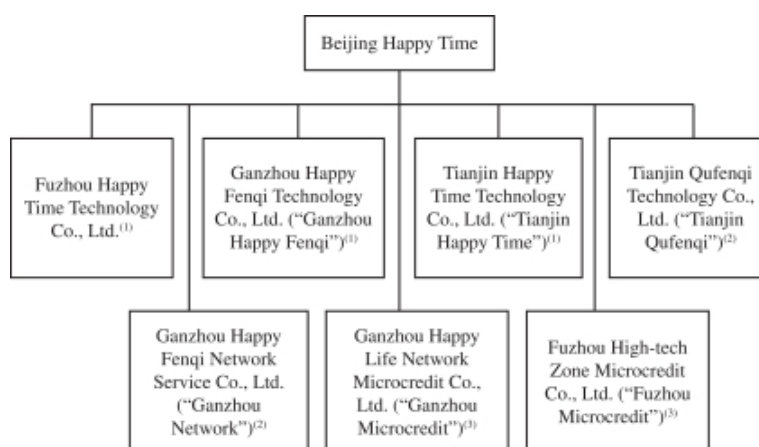 Beijing Happy Time
Fuzhou Happy
Time Technology
Co., Ltd.(1)
Ganzhou Happy
Fenqi Technology
Co., Ltd. (“Ganzhou
Happy Fenqi”)(1)
Tianjin Happy
Time Technology
Co., Ltd. (“Tianjin
Happy Time”)(1)
Tianjin Qufenqi
Technology Co.,
Ltd. (“Tianjin
Qufenqi”)(2)
Ganzhou Happy
Fenqi Network
Service Co., Ltd.
(“Ganzhou
Network”)(2)
Ganzhou Happy
Life Network
Microcredit Co.,
Ltd. (“Ganzhou
Microcredit”)(3)
Fuzhou High-tech
Zone Microcredit
Co., Ltd. (“Fuzhou
Microcredit”)(3)